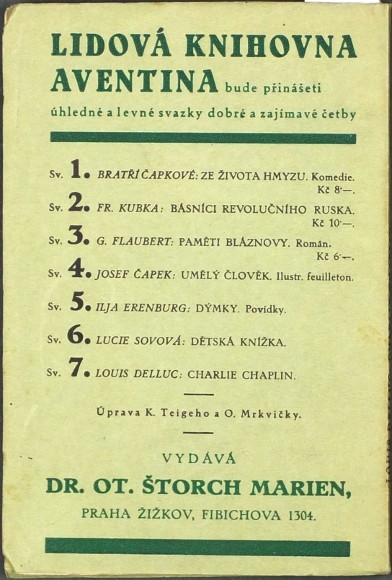 LIDOVÁ KNIHOVNA
AVENTINA bude přinášeti
úhledné a levné svazky dobré a zajímavé četby
Sv. 1. BRATŘÍ ČAPKOVÉ: ZE ŽIVOTA HMYZU. Komedie.
Kč 8·—.
Sv. 2. FR. KUBKA: BÁSNÍCI REVOLUČNÍHO RUSKA.
Kč 10·—.
Sv. 3. G. FLAUBERT: PAMĚTI BLÁZNOVY. Román.
Kč 6·—.
Sv. 4. JOSEF ČAPEK: UMĚLÝ ČLOVĚK. Ilustr. feuilleton.
Sv. 5. ILJA ERENBURG: DÝMKY. Povídky.
Sv. 6. LUCIE SOVOVÁ: DĚTSKÁ KNÍŽKA.
Sv. 7. LOUIS DELLUC: CHARLIE CHAPLIN.
Úprava K. Teigeho a O. Mrkvičky.
VYDÁVÁ
DR. OT. ŠTORCH MARIEN,
PRAHA ŽIŽKOV, FIBICHOVA 1304.